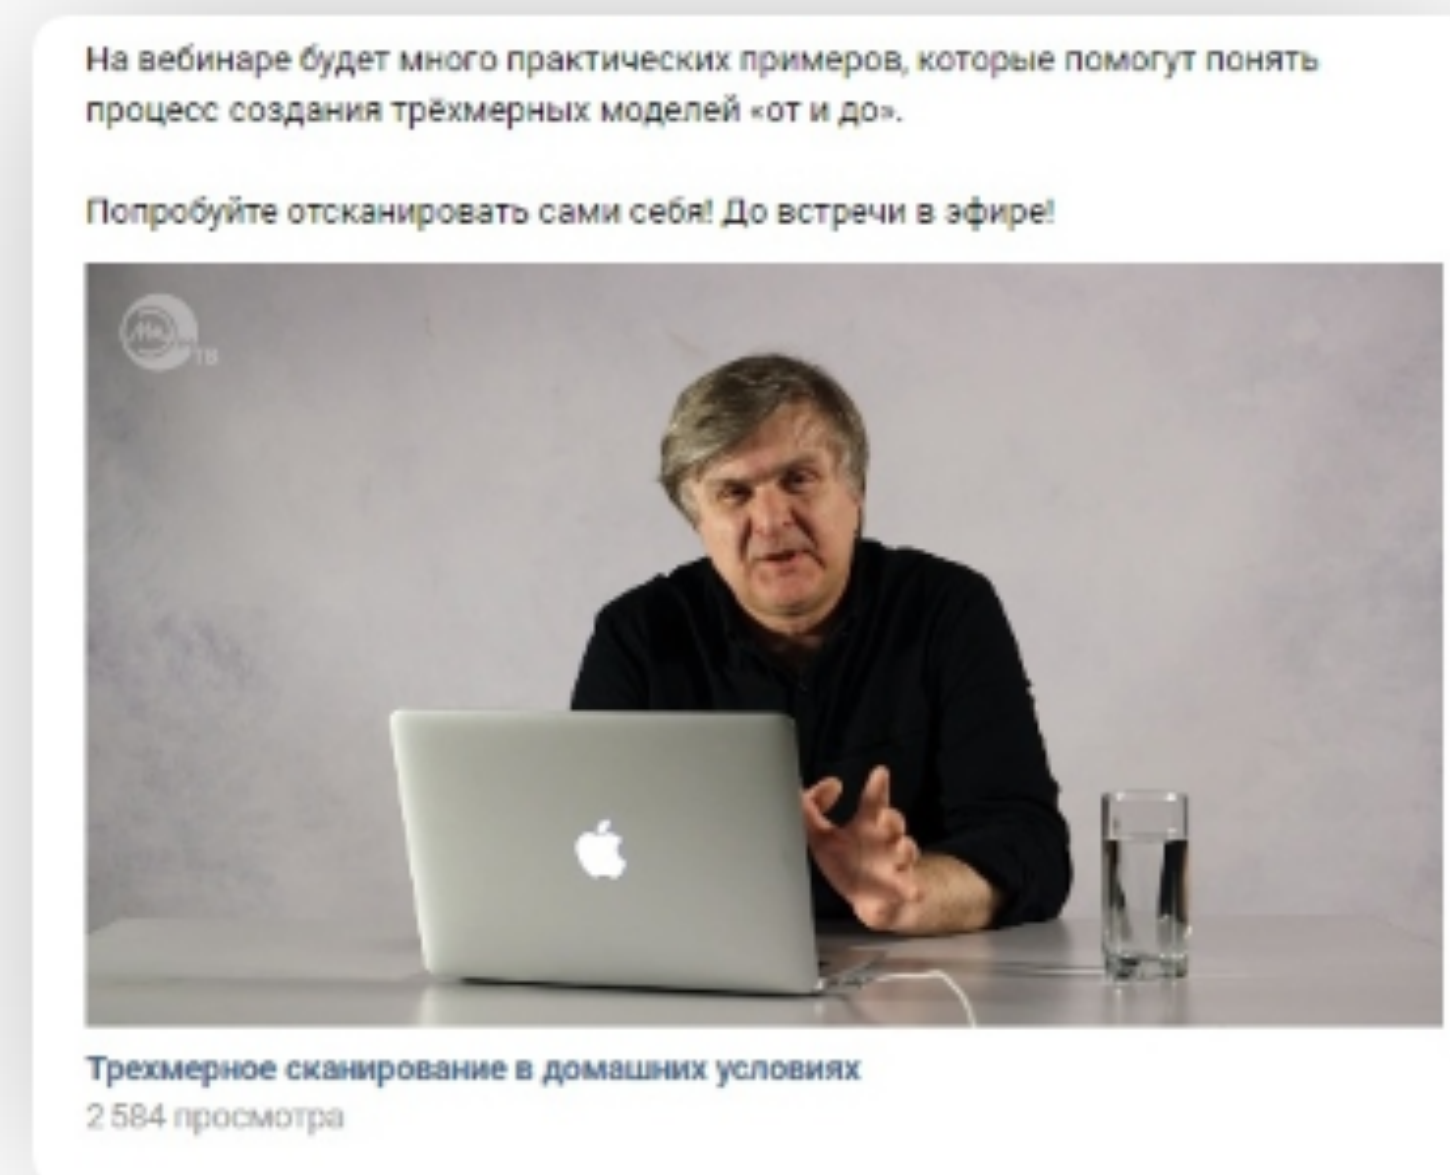 На вебинаре будет много практических примеров, которые помогут понять
процесс создания трёхмерных моделей «от и до».
Попробуйте отсканировать сами себя! До встречи в эфире!
ТВ
Трехмерное сканирование в домашних условиях
2 584 просмотра